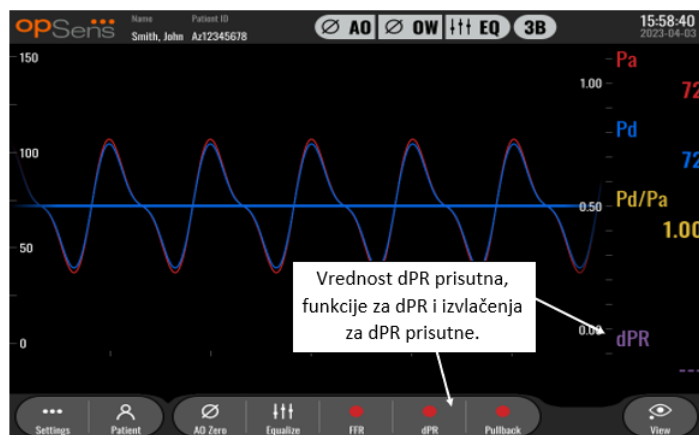 opSens
Name
Patient ID
Smith, John
Az12345678
AO
OW
EQ
3B
15:58:40
2023-04-03
150
1.00
Pa
72
Pd
100
72
0.50
Pd/Pa
1.00
50
Vrednost dPR prisutna,
funkcije za dPR i izvlačenja
za dPR prisutne.
0.00
dPR
0
---
Settings
Patient
AO Zero
Equalize
FFR
dPR
Pullback
View